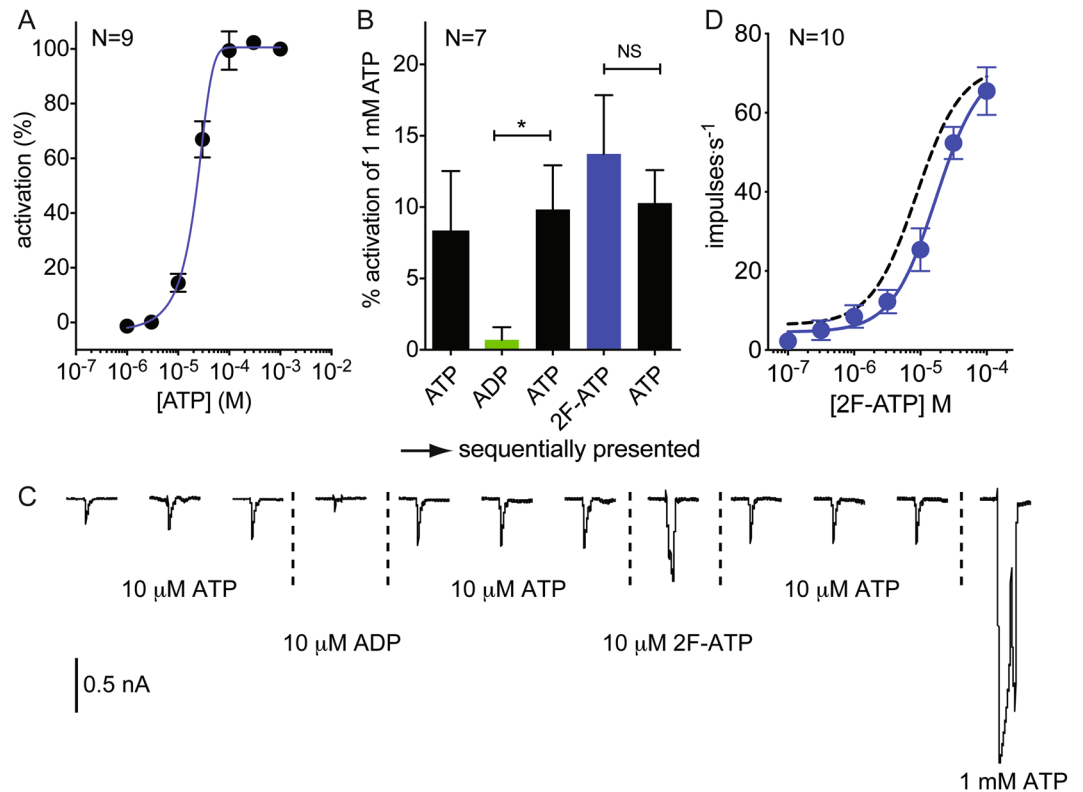 A
N=9
activation (%)
100
80
60
40
20
0
10-7
10-6
10-5
10-4
10-3
10-2
[ATP] (M)
B
N=7
% activation of 1 mM ATP
20
15
10
5
0
*
NS
ATP
ADP
ATP
2F-ATP
ATP
sequentially presented
D
N=10
impulses·s-1
80
60
40
20
0
10-7
10-6
10-5
10-4
[2F-ATP] M
C
10 μM ATP
10 μM ADP
10 μM ATP
10 μM 2F-ATP
10 μM ATP
0.5 nA
1 mM ATP